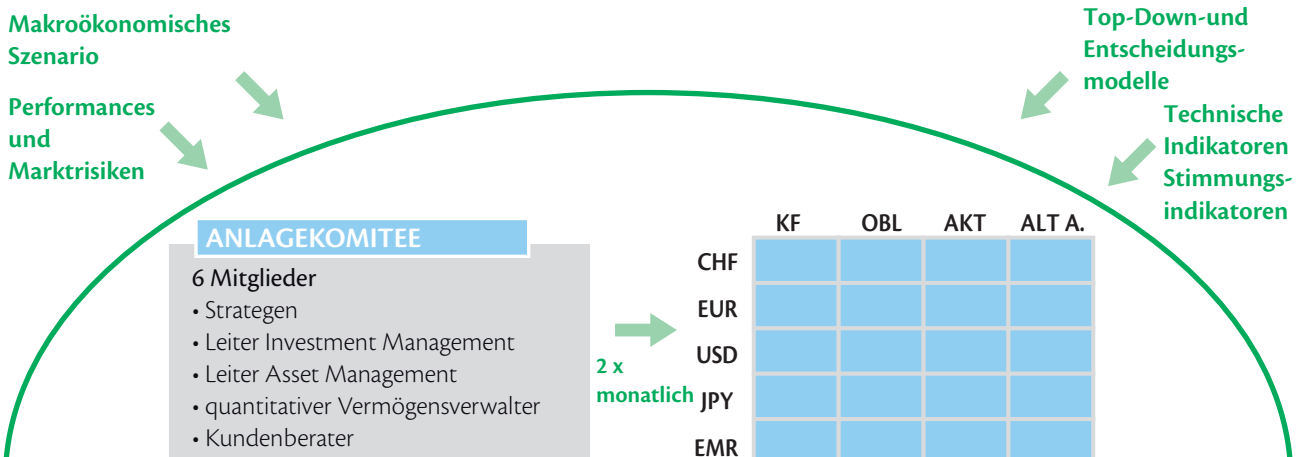 Makroökonomisches
Szenario
Performances
und
Marktrisiken
Top-Down-und
Entscheidungs-
modelle
Technische
Indikatoren
Stimmungs-
indikatoren
ANLAGEKOMITEE
6 Mitglieder
• Strategen
• Leiter Investment Management
• Leiter Asset Management
• quantitativer Vermögensverwalter
• Kundenberater
2 x
monatlich
KF OBL AKT ALT A.
CHF
EUR
USD
JPY
EMR